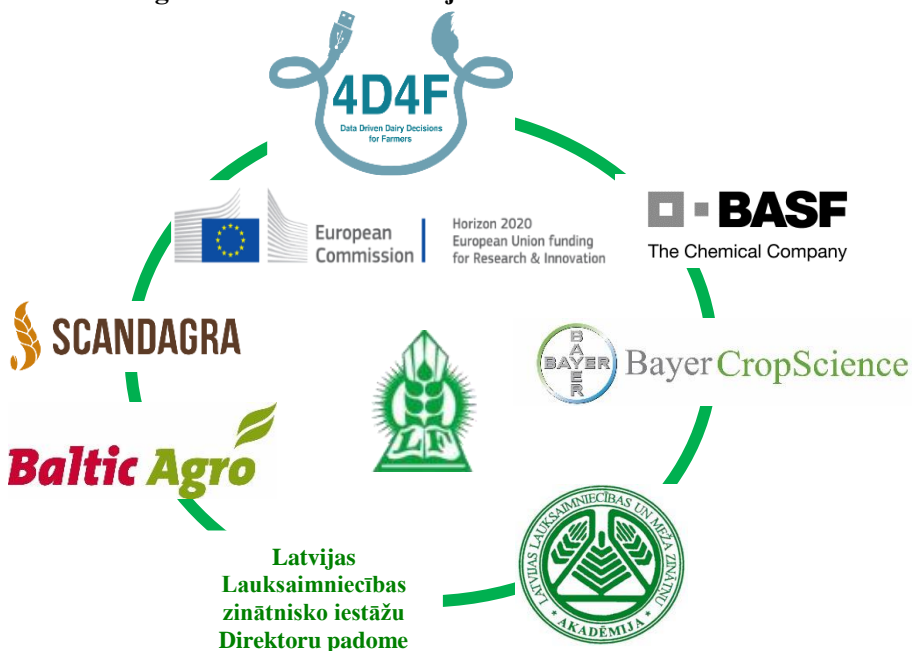 4D4F
Data Driven Dairy Decisions
for Farmers
European
Commission
Horizon 2020
European Union funding
for Research & Innovation
BASF
The Chemical Company
SCANDAGRA
BAYER
BAYER
Bayer CropScience
LF
Baltic Agro
LATVIJAS LAUKSAIMNIECĪBAS UN MEŽA ZINĀTŅU
AKADĒMIJA
Latvijas
Lauksaimniecības
zinātnisko iestāžu
Direktoru padome